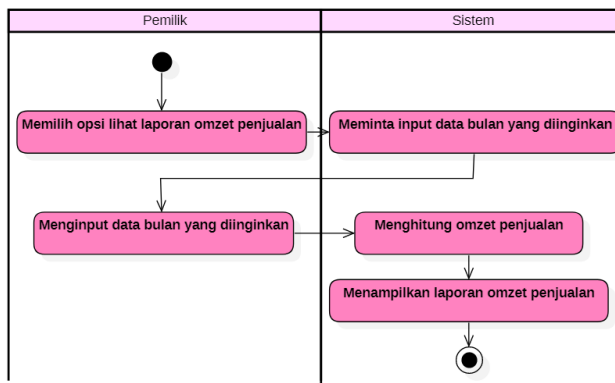 Pemilik
Sistem
Memilih opsi lihat laporan omzet penjualan
Meminta input data bulan yang diinginkan
Menginput data bulan yang diinginkan
Menghitung omzet penjualan
Menampilkan laporan omzet penjualan